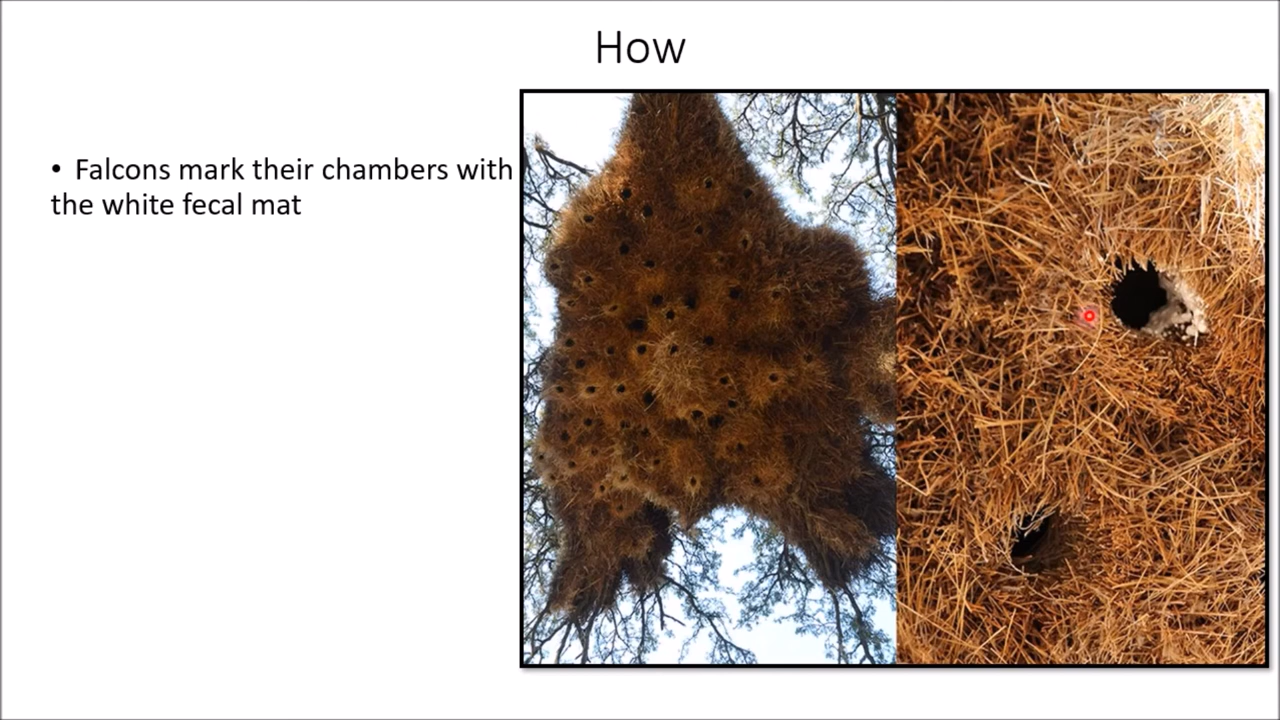 How
• Falcons mark their chambers with
the white fecal mat